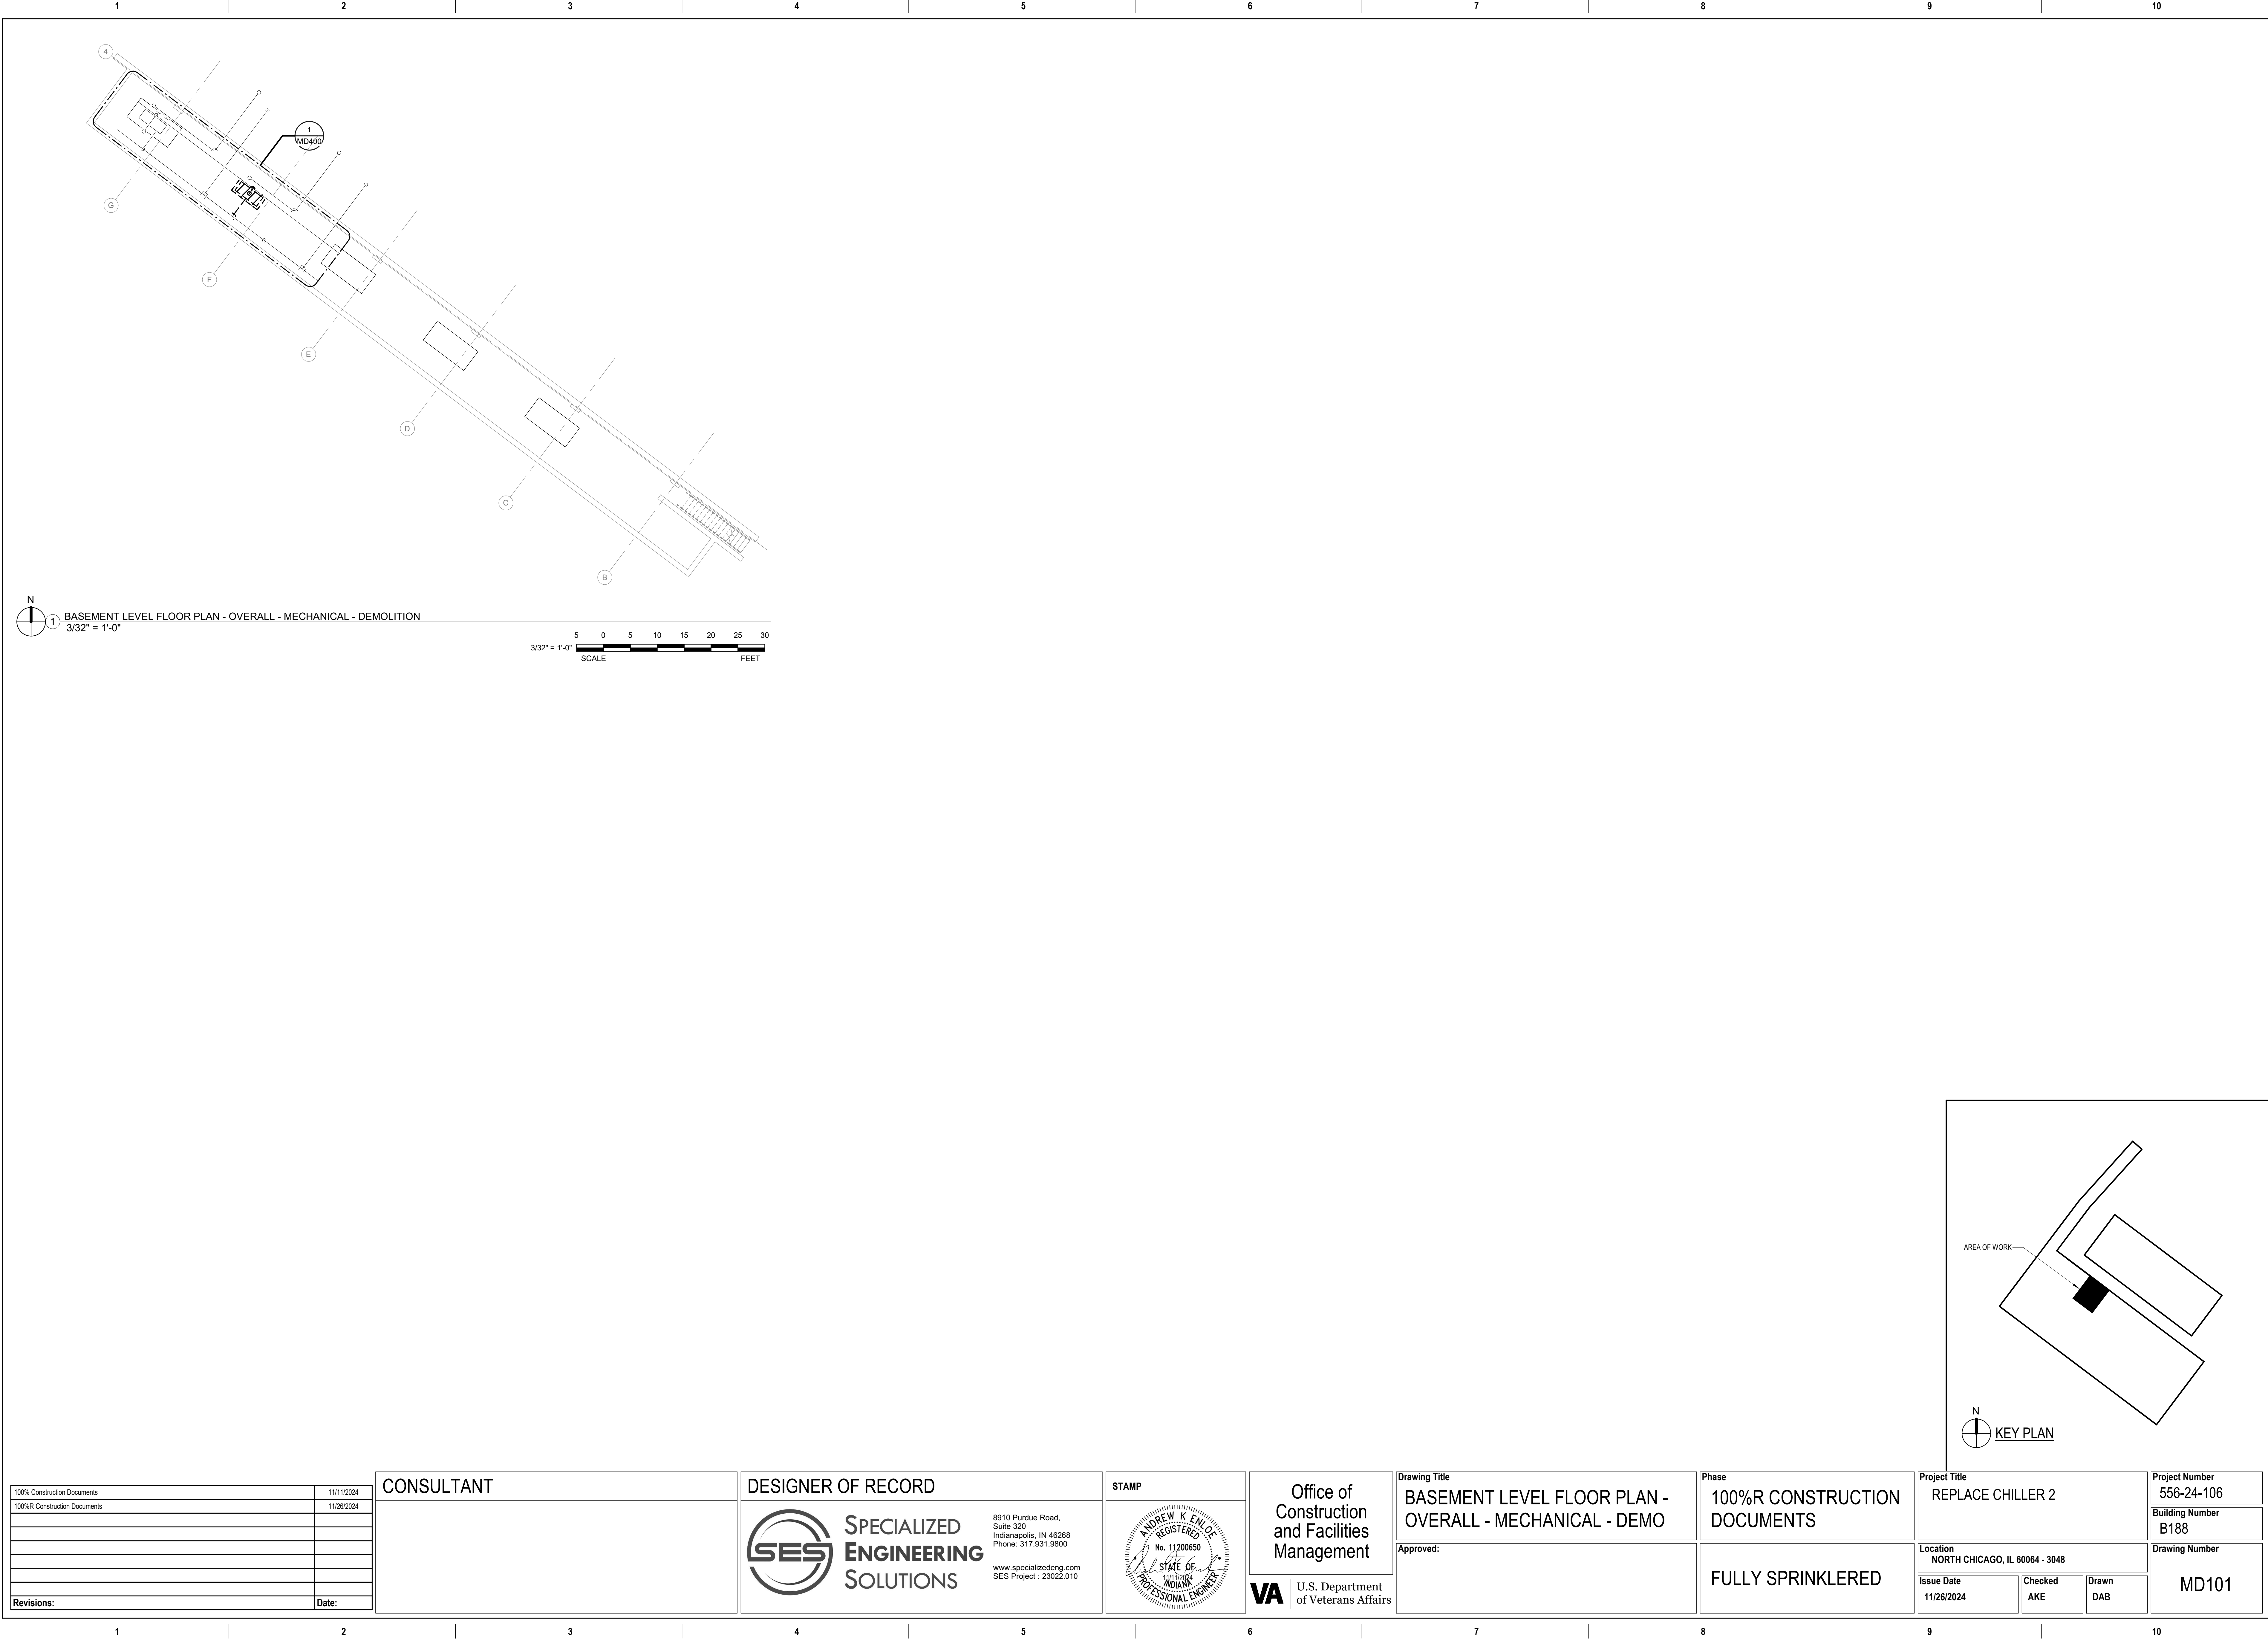 1 2 3 4 5 6 7 8 9 10
4
1
MD400
G
F
E
D
C
B
N
1
BASEMENT LEVEL FLOOR PLAN - OVERALL - MECHANICAL - DEMOLITION
3/32" = 1'-0"
5 0 5 10 15 20 25 30
3/32" = 1'-0"
SCALE FEET
AREA OF WORK
N
KEY PLAN
100% Construction Documents 11/11/2024
100%R Construction Documents 11/26/2024
Revisions: Date:
CONSULTANT
DESIGNER OF RECORD
SES
SPECIALIZED
ENGINEERING
SOLUTIONS
8910 Purdue Road,
Suite 320
Indianapolis, IN 46268
Phone: 317.931.9800
www.specializedeng.com
SES Project : 23022.010
STAMP
ANDREW K ENLOE
REGISTERED
No. 11200650
STATE OF
11/11/2024
INDIANA
PROFESSIONAL ENGINEER
Office of
Construction
and Facilities
Management
VA
U.S. Department
of Veterans Affairs
Drawing Title
BASEMENT LEVEL FLOOR PLAN -
OVERALL - MECHANICAL - DEMO
Approved:
Phase
100%R CONSTRUCTION
DOCUMENTS
FULLY SPRINKLERED
Project Title
REPLACE CHILLER 2
Location
NORTH CHICAGO, IL 60064 - 3048
Issue Date
11/26/2024
Checked
AKE
Drawn
DAB
Project Number
556-24-106
Building Number
B188
Drawing Number
MD101
1 2 3 4 5 6 7 8 9 10